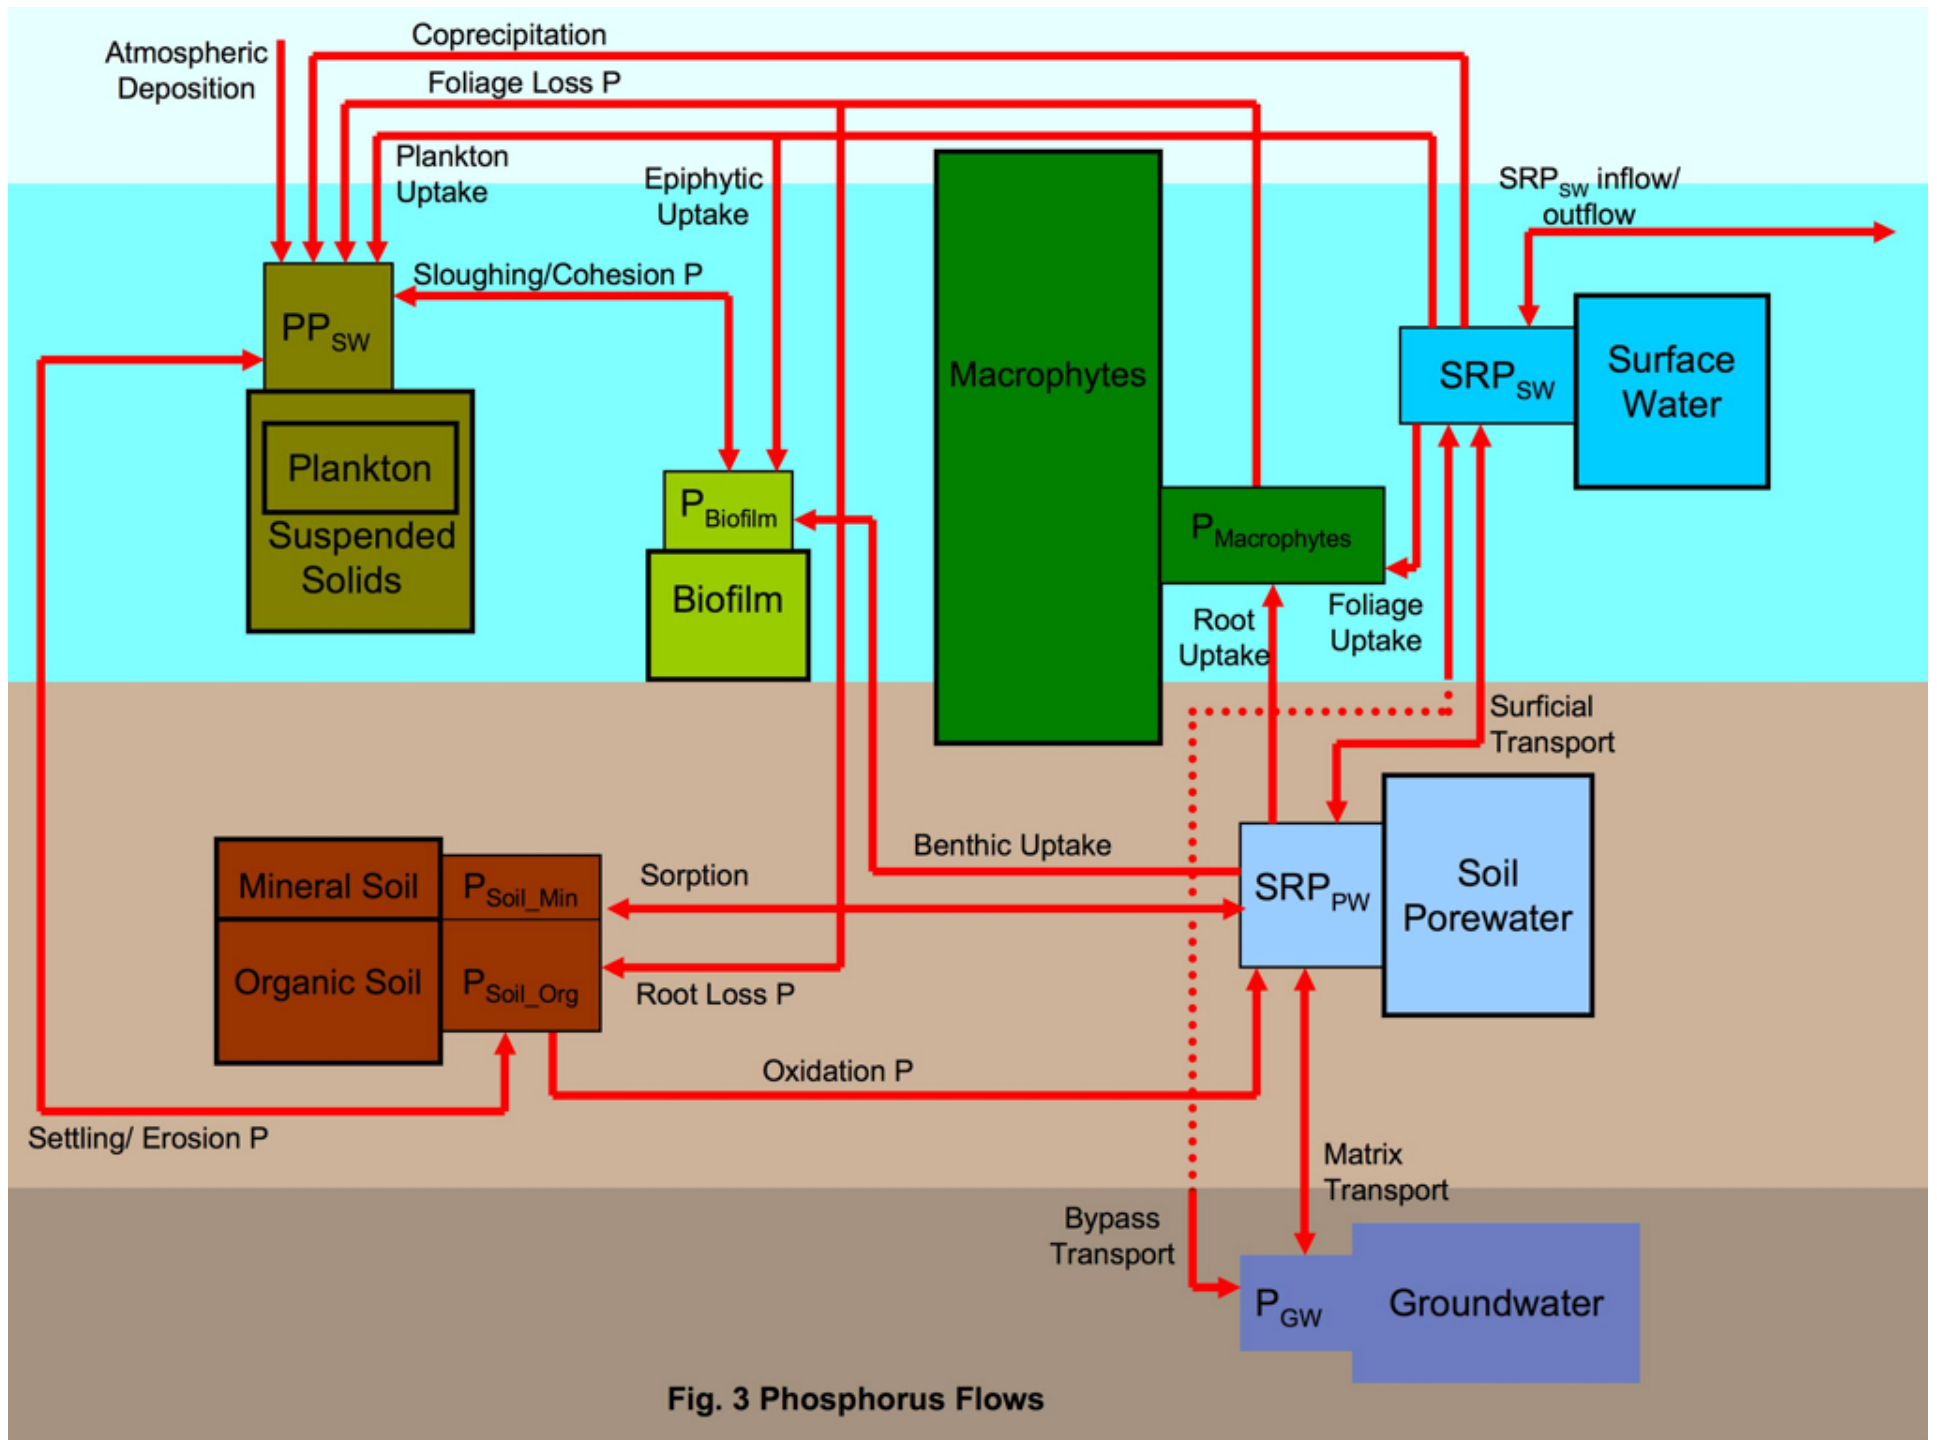 Coprecipitation
Atmospheric
Deposition
Foliage Loss P
Plankton
Uptake
Epiphytic
Uptake
SRPSW inflow/
outflow
Sloughing/Cohesion P
PPSW
Macrophytes
SRPSW
Surface
Water
Plankton
Suspended
Solids
PBiofilm
Biofilm
PMacrophytes
Root
Uptake
Foliage
Uptake
Surficial
Transport
Benthic Uptake
Sorption
Mineral Soil
PSoil_Min
SRPPW
Soil
Porewater
Organic Soil
PSoil_Org
Root Loss P
Oxidation P
Settling/ Erosion P
Matrix
Transport
Bypass
Transport
PGW
Groundwater
Fig. 3 Phosphorus Flows